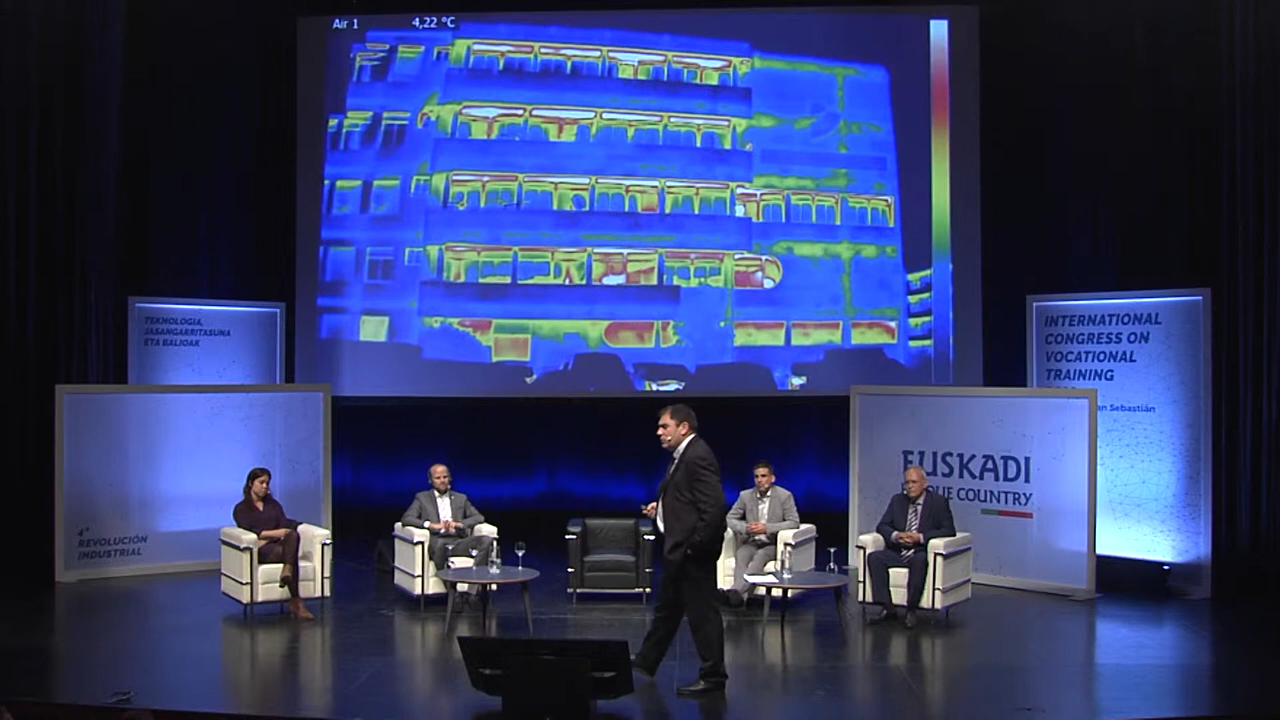 Air 1 4,22 °C
TEKNOLOGIA,
JASANGARRITASUNA
ETA BALIOAK
INTERNATIONAL
CONGRESS ON
VOCATIONAL
TRAINING
Sebastián
EUSKADI
COUNTRY
4ª
REVOLUCIÓN
INDUSTRIAL